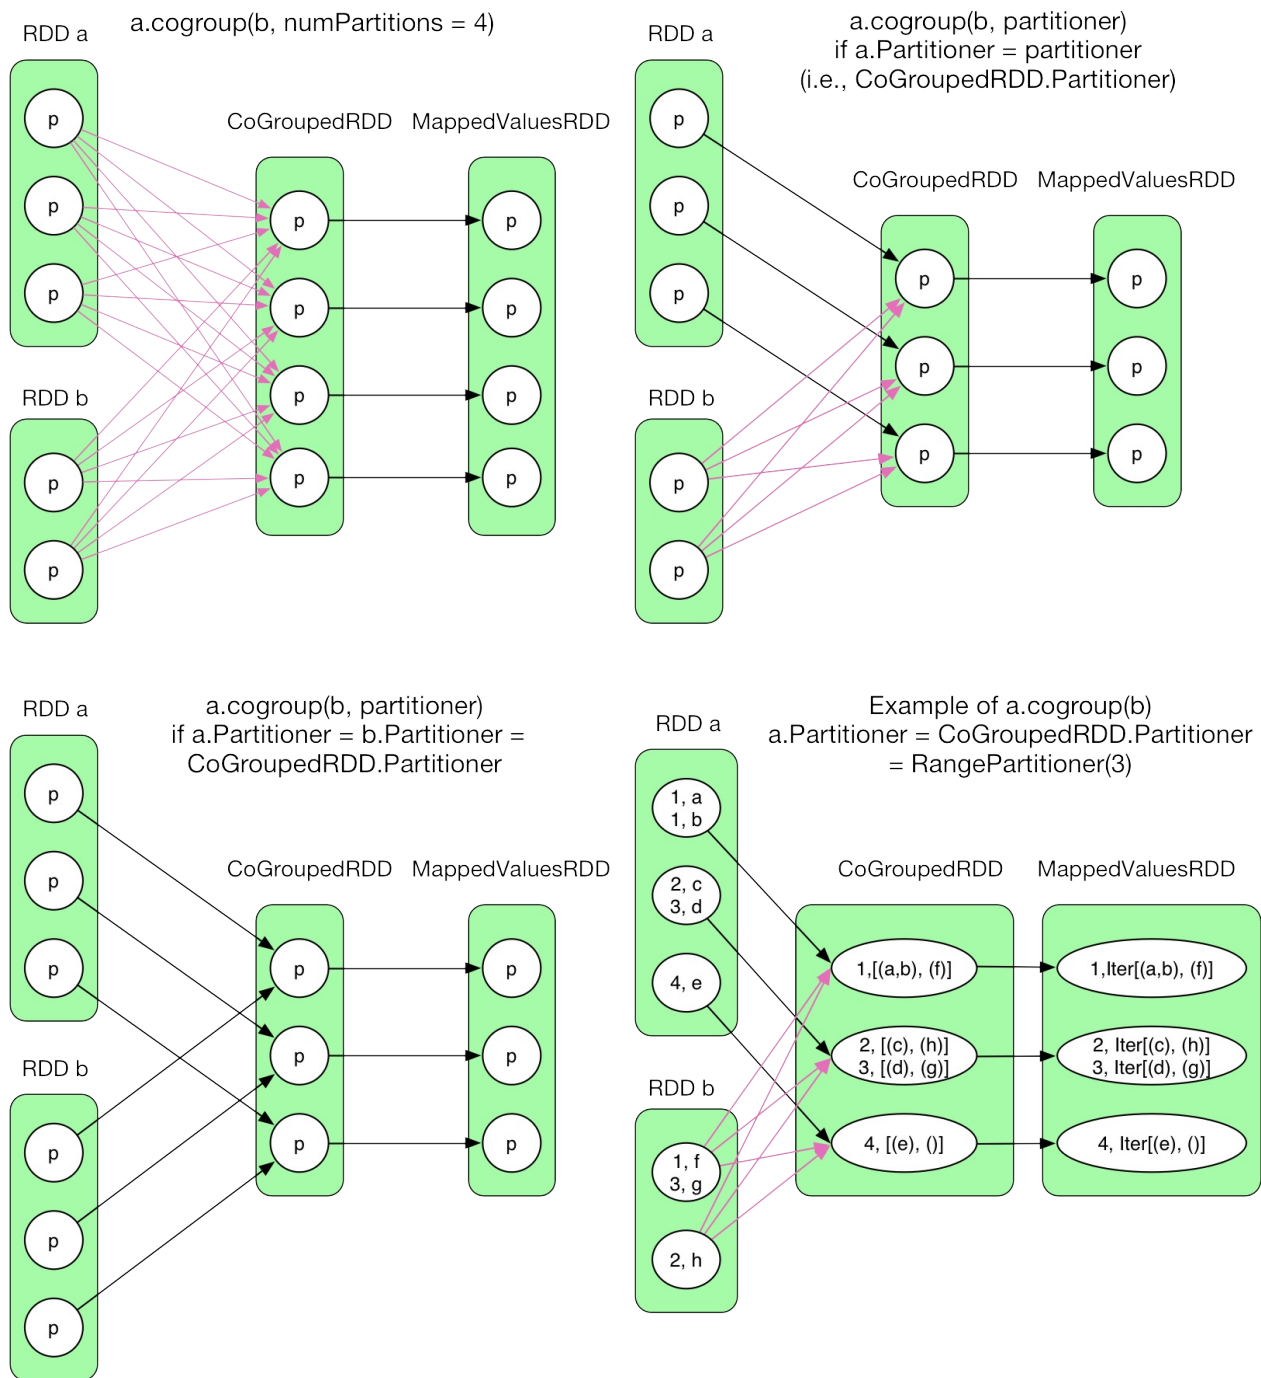 a.cogroup(b, numPartitions = 4)
RDD a
CoGroupedRDD
MappedValuesRDD
p
p
p
p
p
p
p
p
p
p
p
RDD b
p
p
a.cogroup(b, partitioner)
if a.Partitioner = partitioner
(i.e., CoGroupedRDD.Partitioner)
RDD a
CoGroupedRDD
MappedValuesRDD
p
p
p
p
p
p
p
p
p
RDD b
p
p
a.cogroup(b, partitioner)
if a.Partitioner = b.Partitioner =
CoGroupedRDD.Partitioner
RDD a
CoGroupedRDD
MappedValuesRDD
p
p
p
p
p
p
p
p
p
RDD b
p
p
p
Example of a.cogroup(b)
a.Partitioner = CoGroupedRDD.Partitioner
= RangePartitioner(3)
RDD a
1, a
1, b
2, c
3, d
4, e
RDD b
1, f
3, g
2, h
CoGroupedRDD
1,[(a,b), (f)]
2, [(c), (h)]
3, [(d), (g)]
4, [(e), ()]
MappedValuesRDD
1,Iter[(a,b), (f)]
2, Iter[(c), (h)]
3, Iter[(d), (g)]
4, Iter[(e), ()]